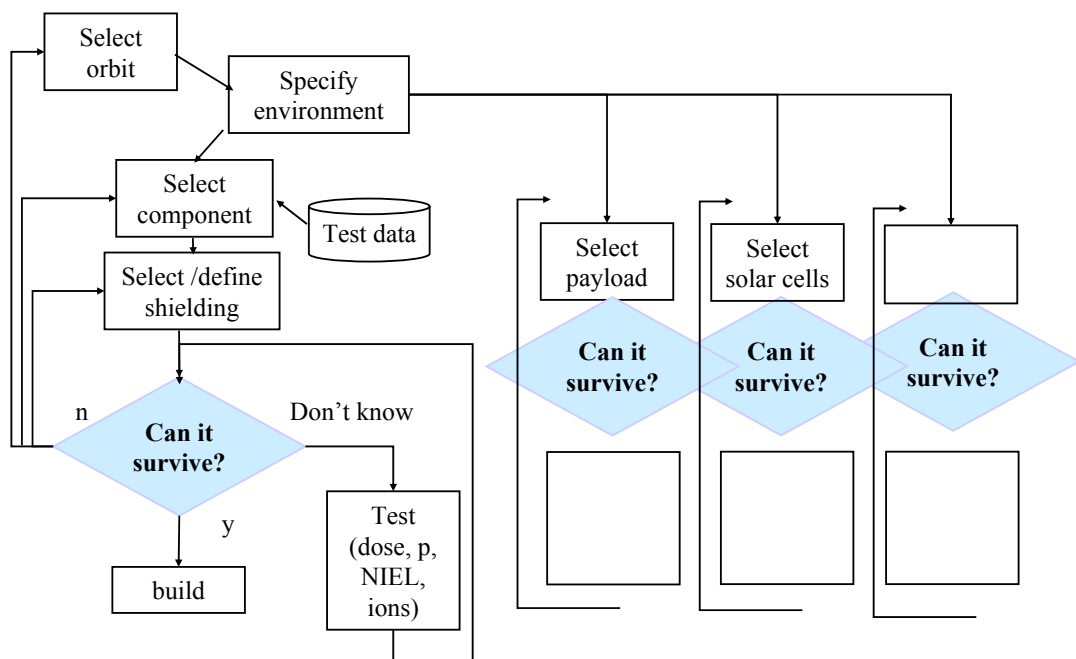 Select
orbit
Specify
environment
Select
component
Test data
Select /define
shielding
Select
payload
Select
solar cells
Can it
survive?
Can it
survive?
Can it
survive?
n
Don’t know
Can it
survive?
y
Test
(dose, p,
NIEL,
ions)
build